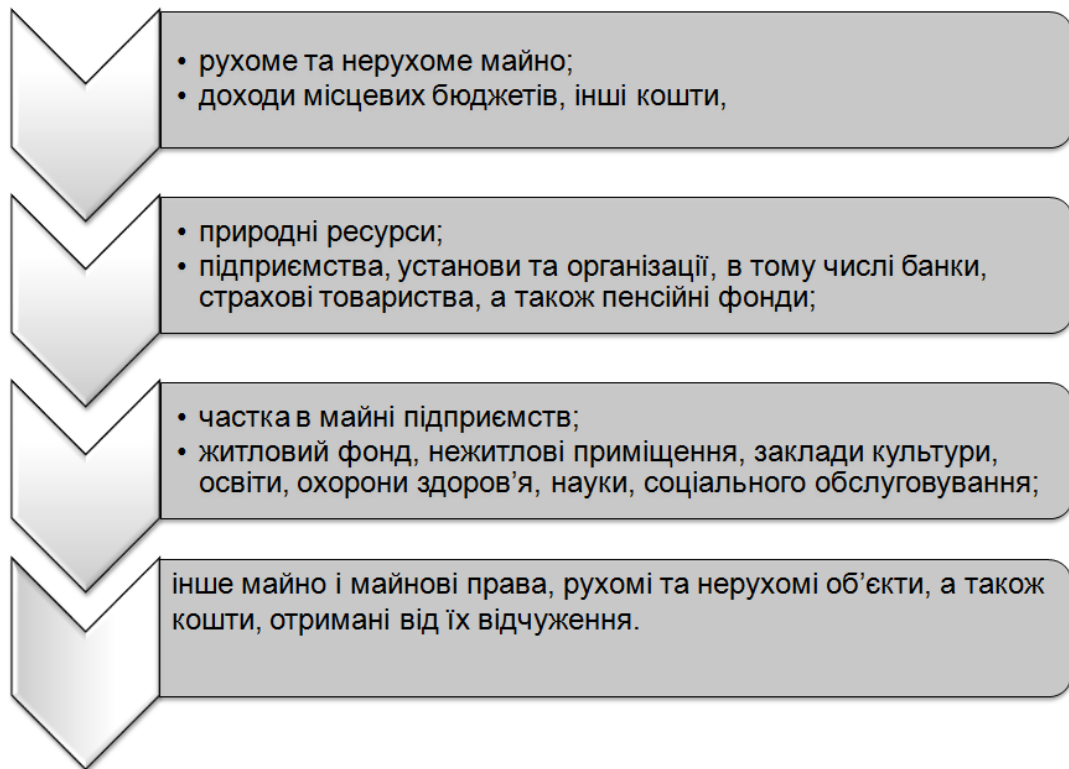 • рухоме та нерухоме майно;
• доходи місцевих бюджетів, інші кошти,
• природні ресурси;
• підприємства, установи та організації, в тому числі банки,
страхові товариства, а також пенсійні фонди;
• частка в майні підприємств;
• житловий фонд, нежитлові приміщення, заклади культури,
освіти, охорони здоров’я, науки, соціального обслуговування;
інше майно і майнові права, рухомі та нерухомі об’єкти, а також
кошти, отримані від їх відчуження.